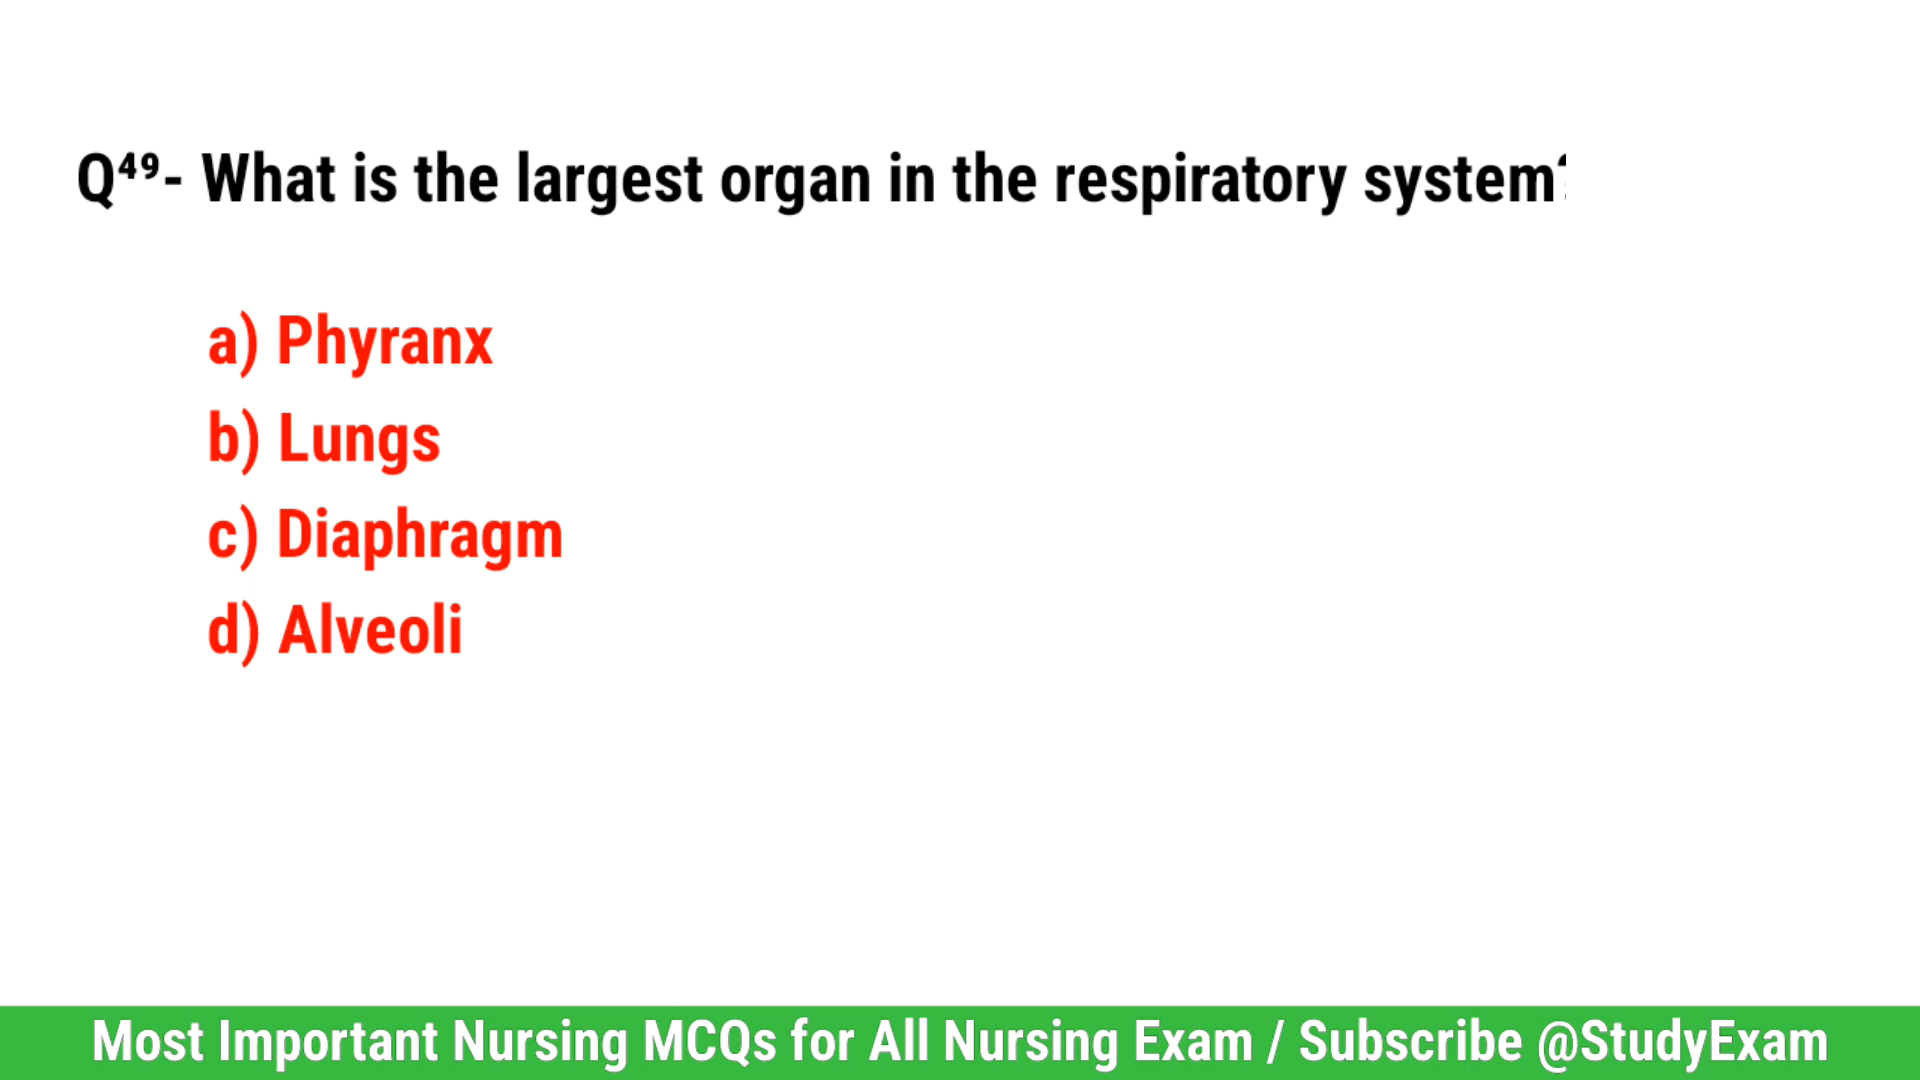 Q⁴⁹- What is the largest organ in the respiratory system?
a) Phyranx
b) Lungs
c) Diaphragm
d) Alveoli
Most Important Nursing MCQs for All Nursing Exam / Subscribe @StudyExam